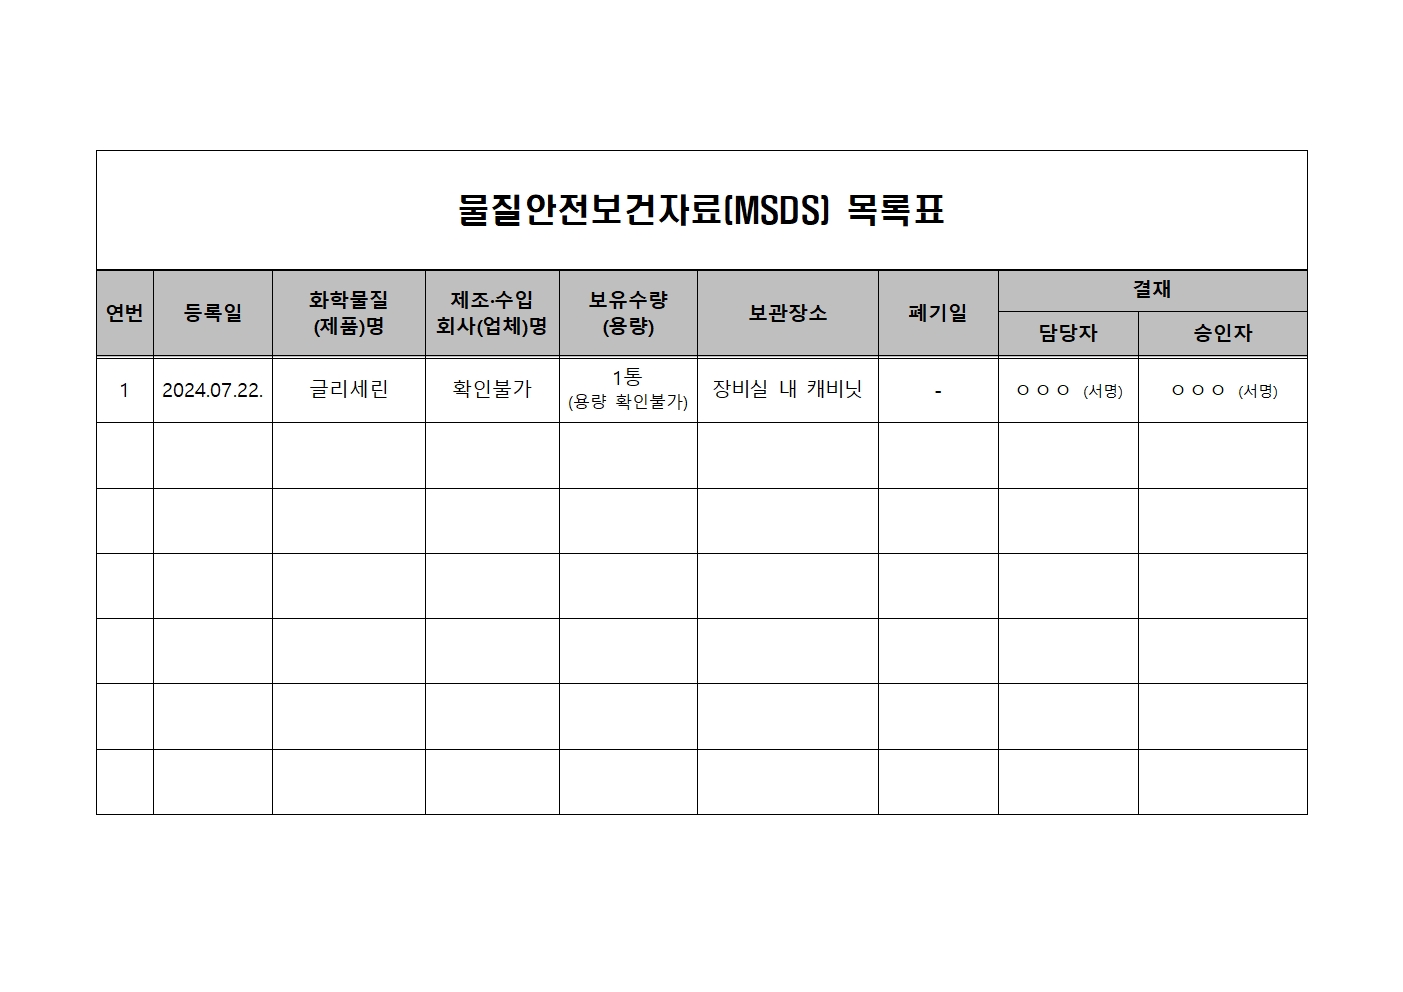 물질안전보건자료(MSDS) 목록표
연번
등록일
화학물질
(제품)명
제조·수입
회사(업체)명
보유수량
(용량)
보관장소
폐기일
결재
담당자
승인자
1
2024.07.22.
글리세린
확인불가
1통
(용량 확인불가)
장비실 내 캐비닛
-
ㅇㅇㅇ (서명)
ㅇㅇㅇ (서명)